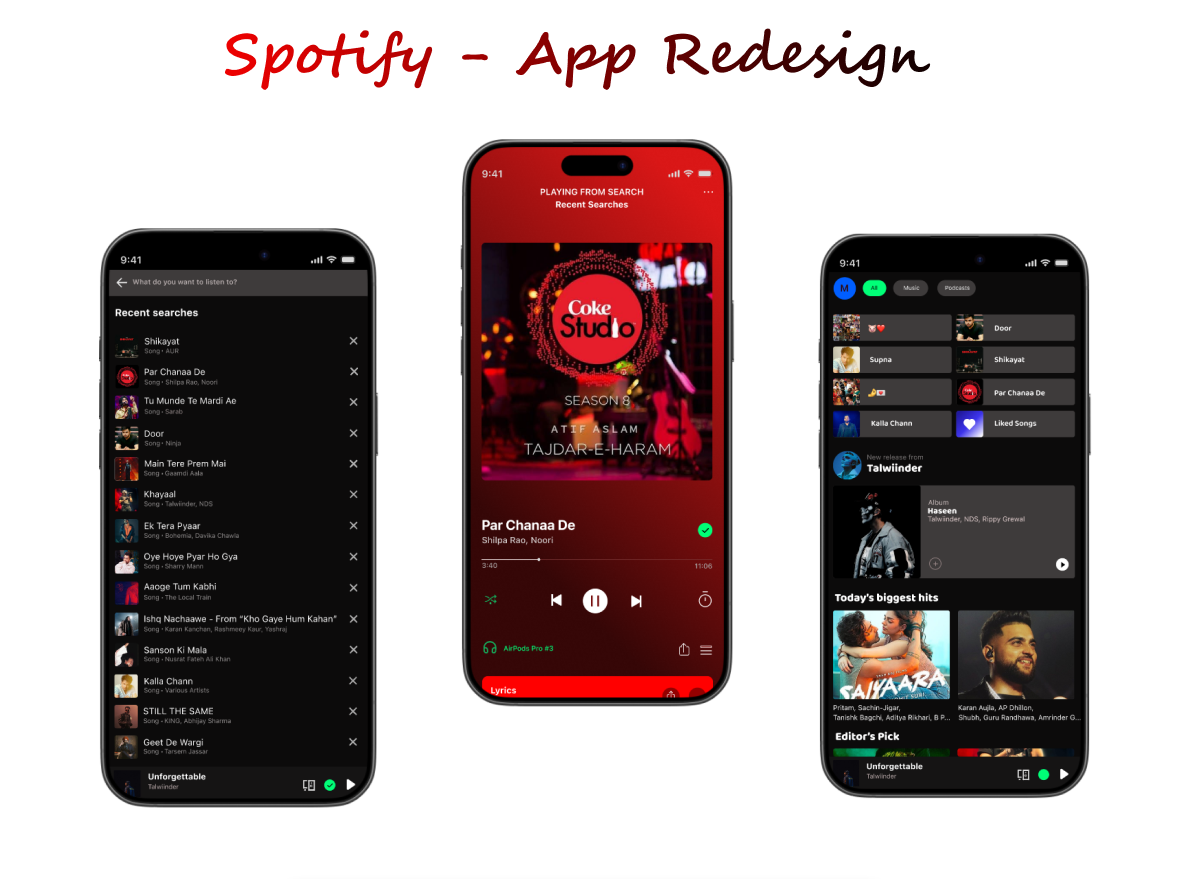 Spotify - App Redesign
9:41
What do you want to listen to?
Recent searches
Shikayat
Song • AUR
Par Chanaa De
Song • Shilpa Rao, Noori
Tu Munde Te Mardi Ae
Song • Sarab
Door
Song • Ninja
Main Tere Prem Mai
Song • Gaamdi Aala
Khayaal
Song • Talwiinder, NDS
Ek Tera Pyaar
Song • Bohemia, Davika Chawla
Oye Hoye Pyar Ho Gya
Song • Sherry Mann
Aaoge Tum Kabhi
Song • The Local Train
Ishq Nachaawe - From “Kho Gaye Hum Kahan”
Song • Karan Kanchan, Rashmeey Kaur, Yashraj
Sanson Ki Mala
Song • Nusrat Fateh Ali Khan
Kalla Chann
Song • Various Artists
STILL THE SAME
Song • KING, Abhijay Sharma
Geet De Wargi
Song • Tarsem Jassar
Unforgettable
Talwiinder
9:41
PLAYING FROM SEARCH
Recent Searches
Coke
Studio
SEASON 8
ATIF ASLAM
TAJDAR-E-HARAM
Par Chanaa De
Shilpa Rao, Noori
3:40 11:06
AirPods Pro #3
Lyrics
9:41
M All Music Podcasts
Door
Supna Shikayat
Par Chanaa De
Kalla Chann Liked Songs
New release from
Talwiinder
Album
Haseen
Talwiinder, NDS, Rippy Grewal
Today's biggest hits
SAIYAARA
Pritam, Sachin-Jigar,
Tanish Bagchi, Aditya Rikhari, B P...
Karan Aujla, AP Dhillon,
Shubh, Guru Randhawa, Amrinder G...
Editor's Pick
Unforgettable
Talwiinder